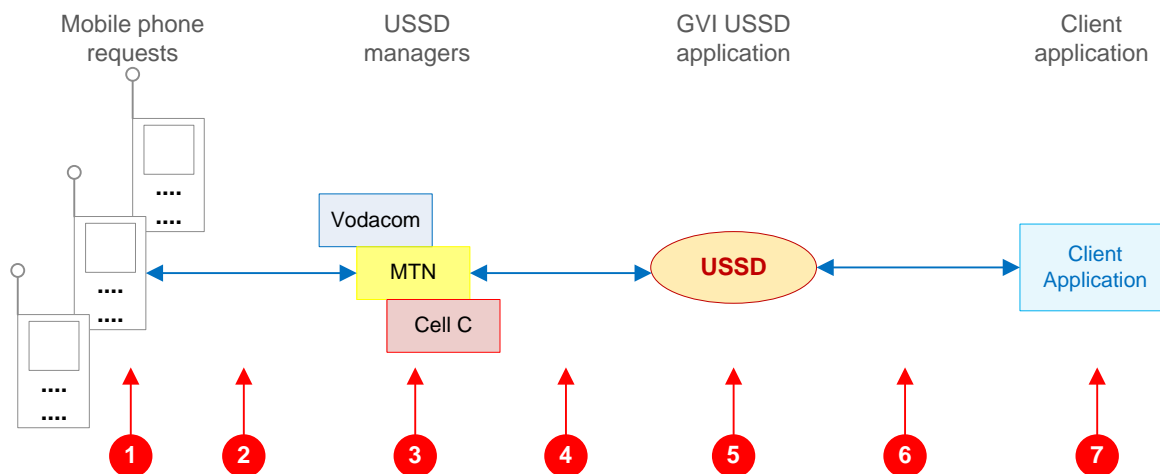 Mobile phone
requests
USSD
managers
GVI USSD
application
Client
application
....
....
....
....
....
....
Vodacom
MTN
Cell C
USSD
Client
Application
1
2
3
4
5
6
7